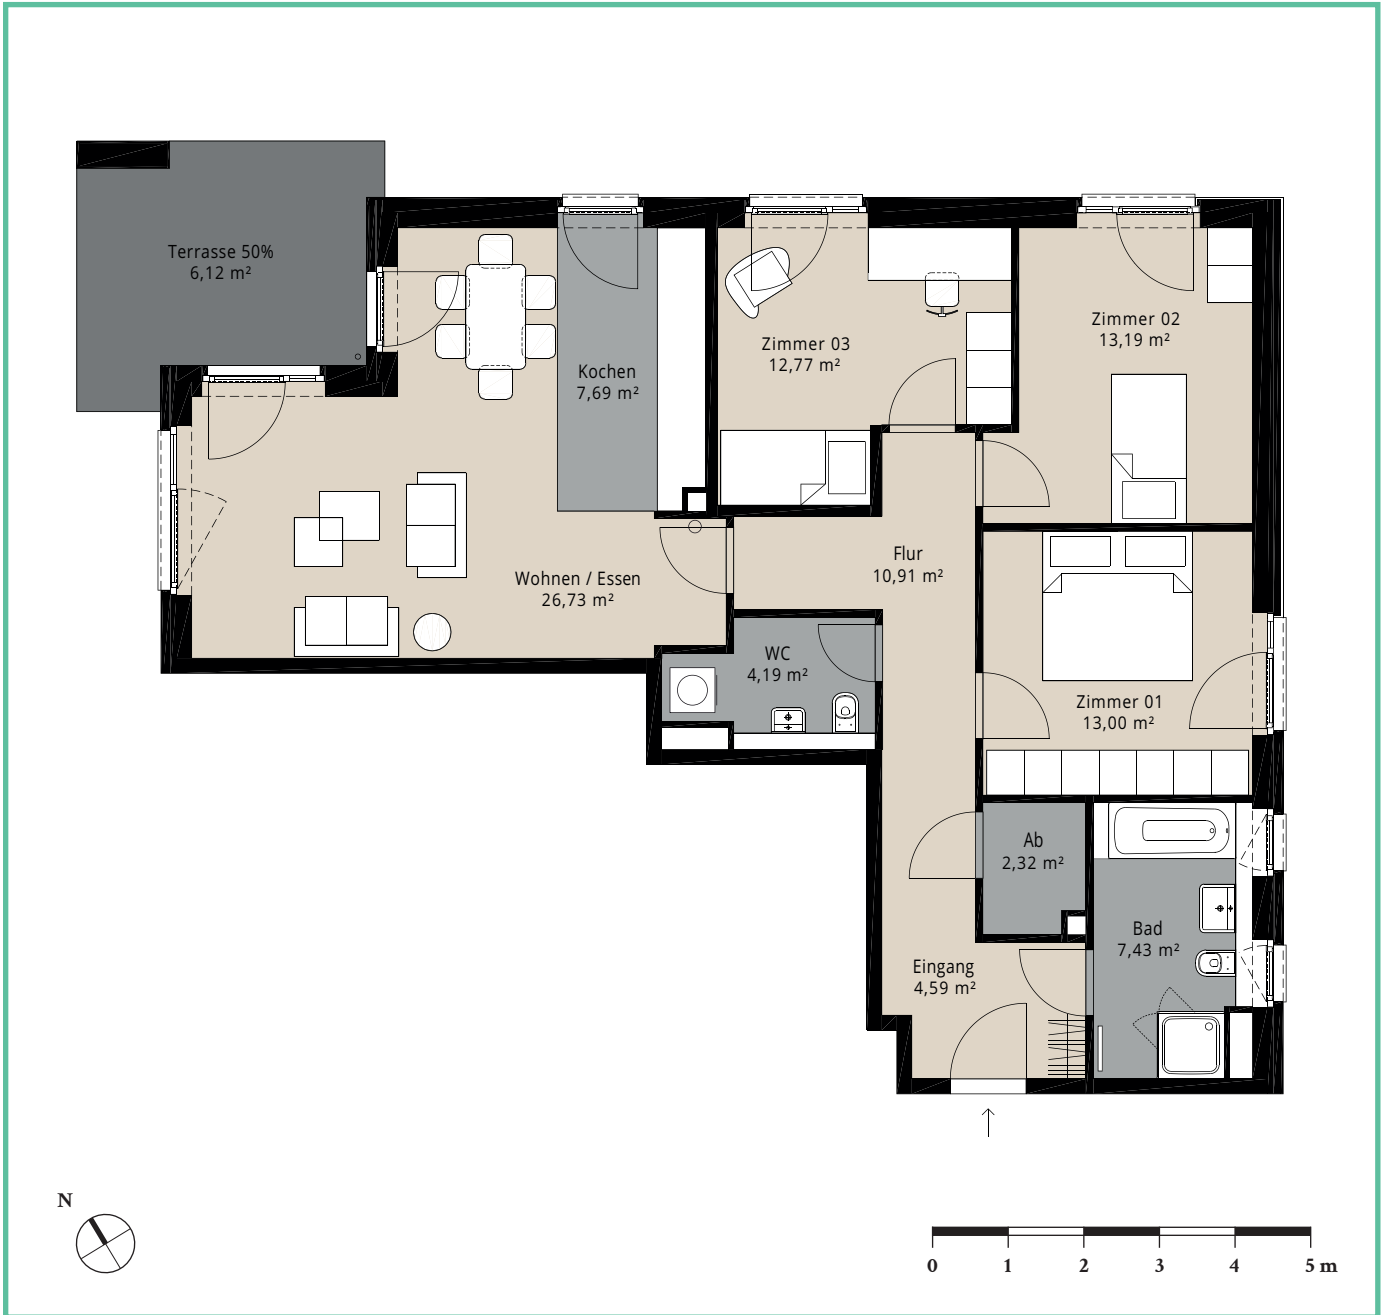 Terrasse 50%
6,12 m²
Kochen
7,69 m²
Zimmer 03
12,77 m²
Zimmer 02
13,19 m²
Wohnen / Essen
26,73 m²
Flur
10,91 m²
WC
4,19 m²
Zimmer 01
13,00 m²
Ab
2,32 m²
Bad
7,43 m²
Eingang
4,59 m²
N
0 1 2 3 4 5 m